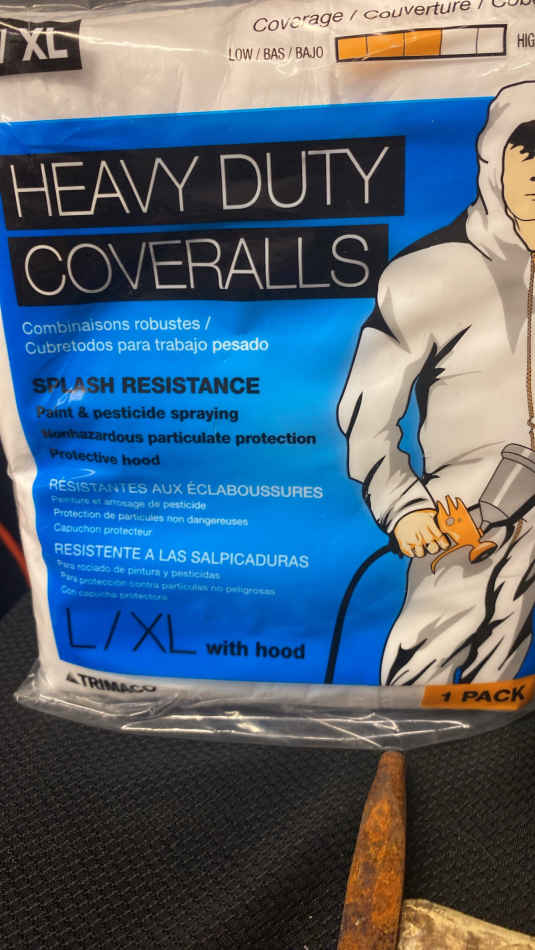 / XL
Coverage / Couverture /
LOW / BAS / BAJO
HEAVY DUTY
COVERALLS
Combinaisons robustes /
Cubretodos para trabajo pesado
SPLASH RESISTANCE
Paint & pesticide spraying
Nonhazardous particulate protection
Protective hood
RÉSISTANTES AUX ÉCLABOUSSURES
Peinture et arrosage de pesticide
Protection de particules non dangereuses
Capuchon protecteur
RESISTENTE A LAS SALPICADURAS
Para rociado de pintura y pesticidas
Para protección contra partículas no peligrosas
Con capucha protectora
L/XL with hood
TRIMACO
1 PACK